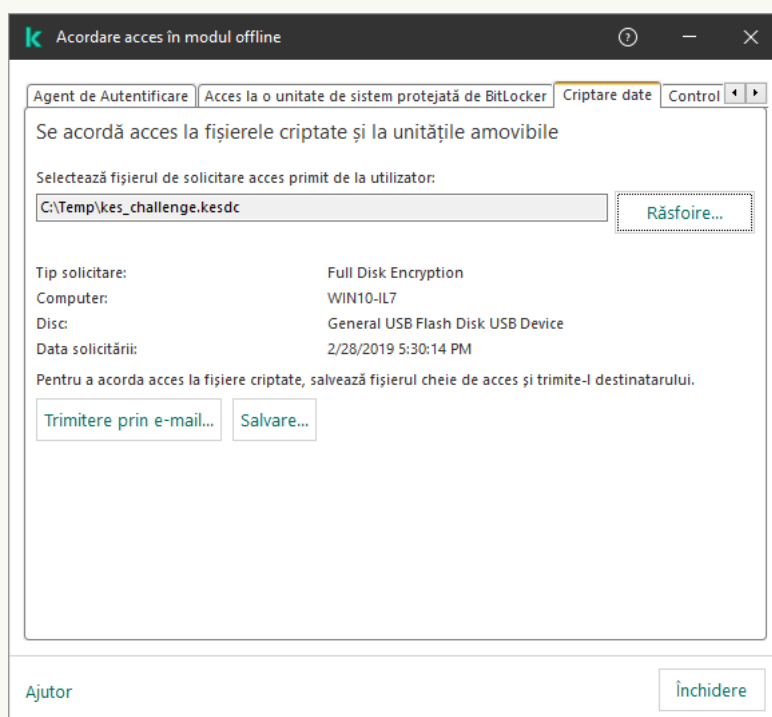 Acordare acces în modul offline
Agent de Autentificare Acces la o unitate de sistem protejată de BitLocker Criptare date Control
Se acordă acces la fișierele criptate și la unitățile amovibile
Selectează fișierul de solicitare acces primit de la utilizator:
C:\Temp\kes_challenge.kesdc Răsfoire...
Tip solicitare: Full Disk Encryption
Computer: WIN10-IL7
Disc: General USB Flash Disk USB Device
Data solicitării: 2/28/2019 5:30:14 PM
Pentru a acorda acces la fișiere criptate, salvează fișierul cheie de acces și trimite-l destinatarului.
Trimitere prin e-mail... Salvare...
Ajutor Închidere